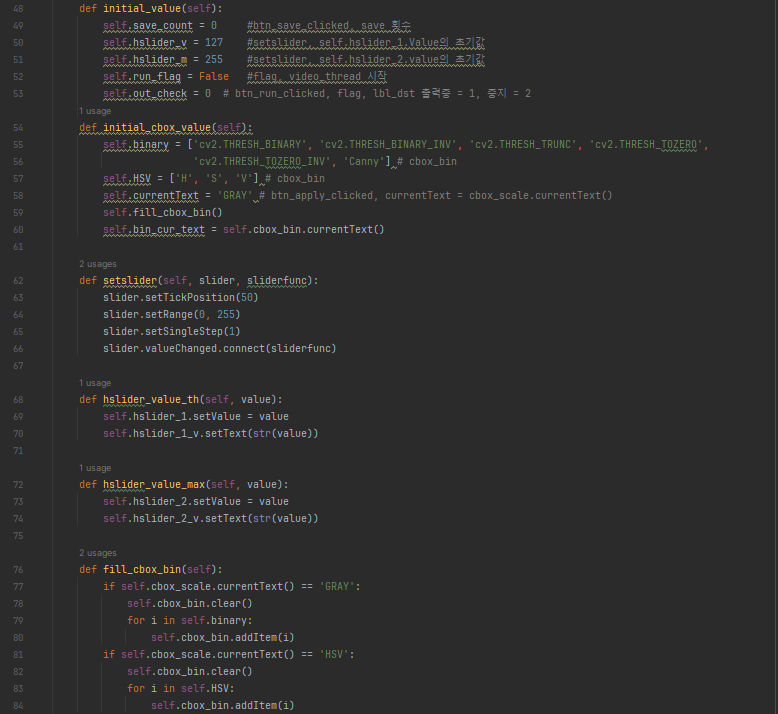 48 def initial_value(self):
49 self.save_count = 0 #btn_save_clicked, save 횟수
50 self.hslider_v = 127 #setslider, self.hslider_1.Value의 초기값
51 self.hslider_m = 255 #setslider, self.hslider_2.value의 초기값
52 self.run_flag = False #flag, video_thread 시작
53 self.out_check = 0 # btn_run_clicked, flag, lbl_dst 출력중 = 1, 중지 = 2
1 usage
54 def initial_cbox_value(self):
55 self.binary = ['cv2.THRESH_BINARY', 'cv2.THRESH_BINARY_INV', 'cv2.THRESH_TRUNC', 'cv2.THRESH_TOZERO',
56 'cv2.THRESH_TOZERO_INV', 'Canny'] # cbox_bin
57 self.HSV = ['H', 'S', 'V'] # cbox_bin
58 self.currentText = 'GRAY' # btn_apply_clicked, currentText = cbox_scale.currentText()
59 self.fill_cbox_bin()
60 self.bin_cur_text = self.cbox_bin.currentText()
61
2 usages
62 def setslider(self, slider, sliderfunc):
63 slider.setTickPosition(50)
64 slider.setRange(0, 255)
65 slider.setSingleStep(1)
66 slider.valueChanged.connect(sliderfunc)
67
1 usage
68 def hslider_value_th(self, value):
69 self.hslider_1.setValue = value
70 self.hslider_1_v.setText(str(value))
71
1 usage
72 def hslider_value_max(self, value):
73 self.hslider_2.setValue = value
74 self.hslider_2_v.setText(str(value))
75
2 usages
76 def fill_cbox_bin(self):
77 if self.cbox_scale.currentText() == 'GRAY':
78 self.cbox_bin.clear()
79 for i in self.binary:
80 self.cbox_bin.addItem(i)
81 if self.cbox_scale.currentText() == 'HSV':
82 self.cbox_bin.clear()
83 for i in self.HSV:
84 self.cbox_bin.addItem(i)